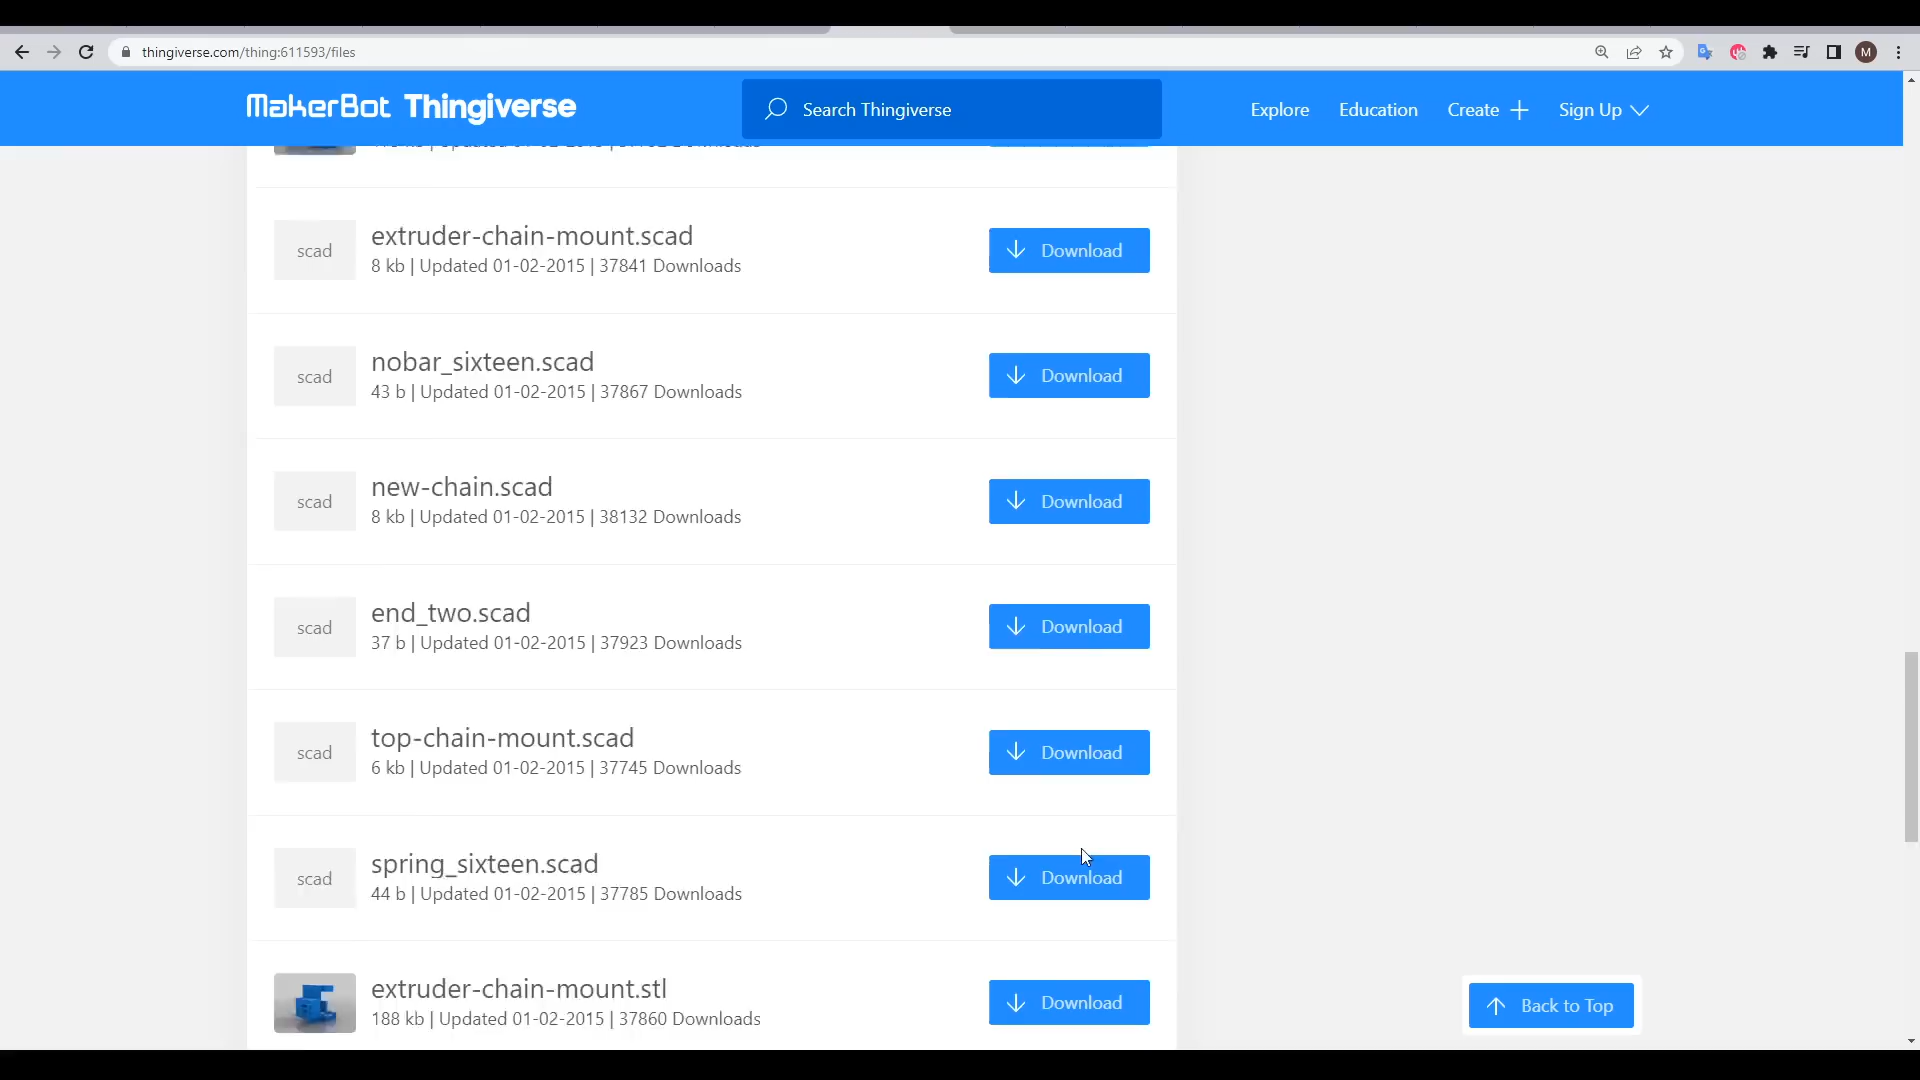 thingiverse.com/thing:611593/files
M
MakerBot Thingiverse
Search Thingiverse
Explore
Education
Create
Sign Up
scad
extruder-chain-mount.scad
8 kb | Updated 01-02-2015 | 37841 Downloads
Download
scad
nobar_sixteen.scad
43 b | Updated 01-02-2015 | 37867 Downloads
Download
scad
new-chain.scad
8 kb | Updated 01-02-2015 | 38132 Downloads
Download
scad
end_two.scad
37 b | Updated 01-02-2015 | 37923 Downloads
Download
scad
top-chain-mount.scad
6 kb | Updated 01-02-2015 | 37745 Downloads
Download
scad
spring_sixteen.scad
44 b | Updated 01-02-2015 | 37785 Downloads
Download
extruder-chain-mount.stl
188 kb | Updated 01-02-2015 | 37860 Downloads
Download
Back to Top